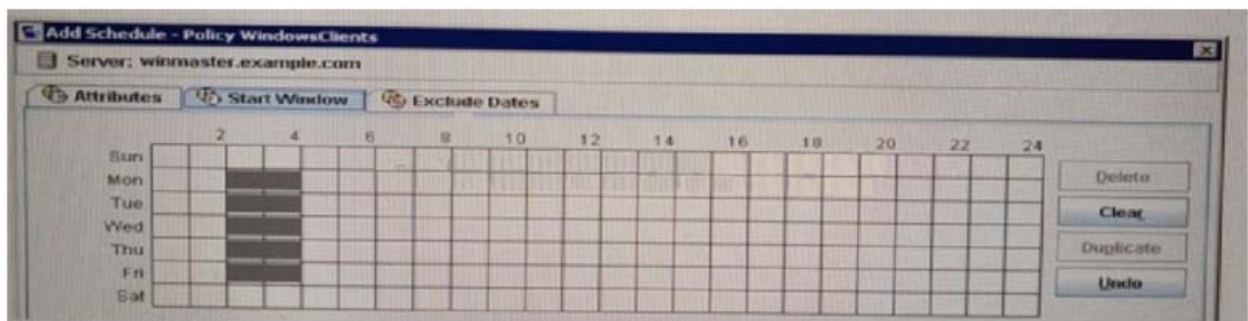 Add Schedule - Policy WindowsClients
Server: winmaster.example.com
Attributes Start Window Exclude Dates
2 4 6 8 10 12 14 16 18 20 22 24
Sun
Mon
Tue
Wed
Thu
Fri
Sat
Delete
Clear
Duplicate
Undo